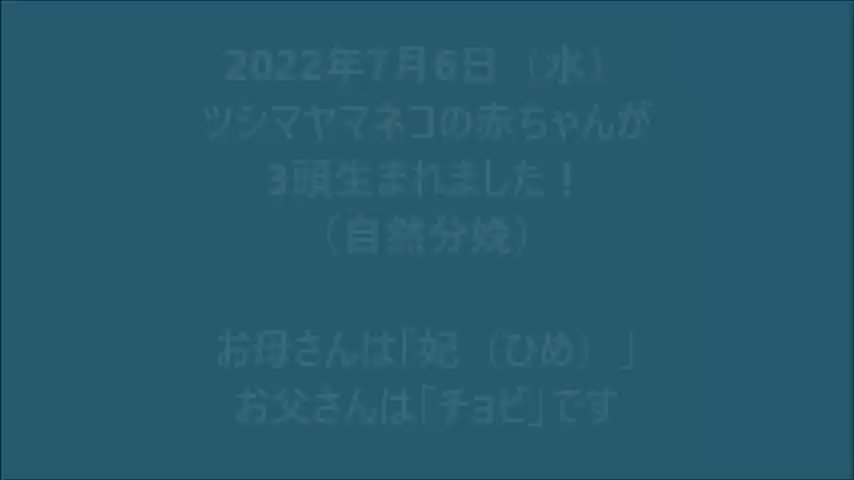 2022年7月6日（水）
ツシマヤマネコの赤ちゃんが
3頭生まれました！
（自然分娩）
お母さんは「妃（ひめ）」
お父さんは「チョビ」です